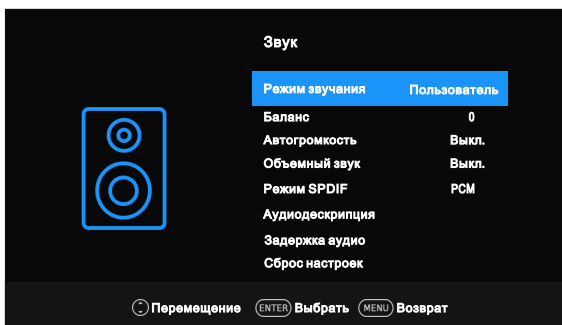 Звук
Режим звучания Пользователь
Баланс 0
Автогромкость Выкл.
Объемный звук Выкл.
Режим SPDIF PCM
Аудиодескрипция
Задержка аудио
Сброс настроек
Перемещение ENTER Выбрать MENU Возврат